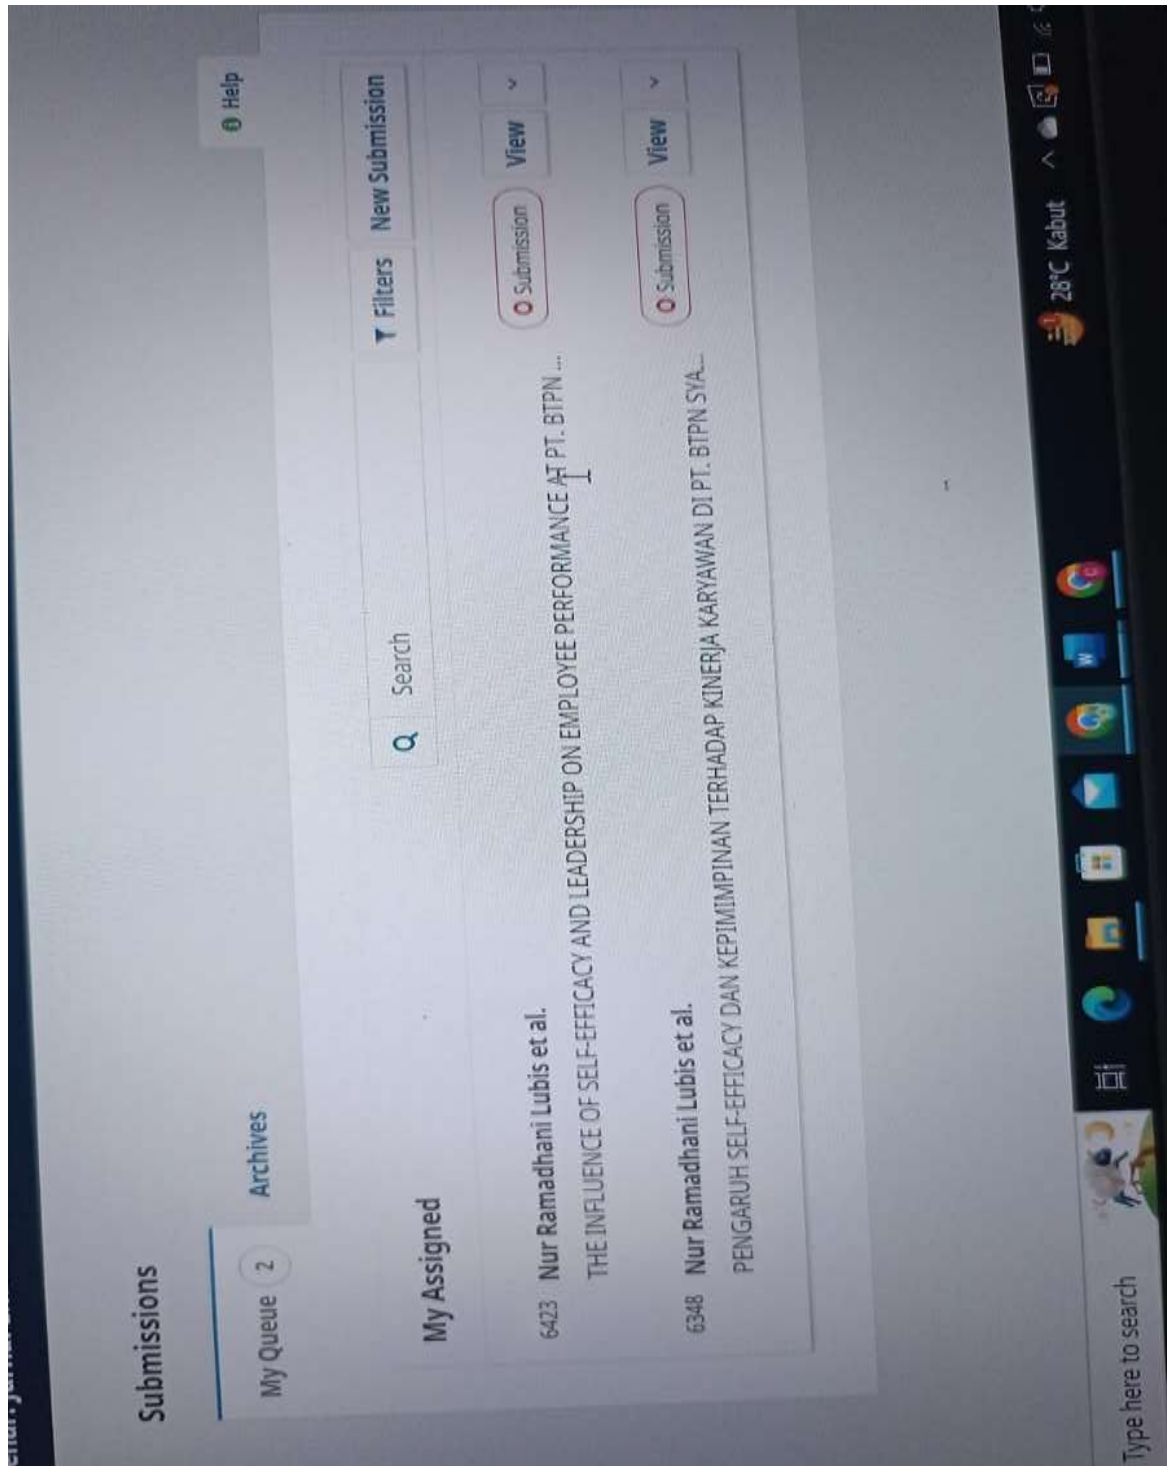 Submissions
My Queue 2 Archives
Help
My Assigned
Search
Filters
New Submission
6423 Nur Ramadhani Lubis et al.
THE INFLUENCE OF SELF-EFFICACY AND LEADERSHIP ON EMPLOYEE PERFORMANCE AT PT. BTPN ...
Submission
View
6348 Nur Ramadhani Lubis et al.
PENGARUH SELF-EFFICACY DAN KEPIMIMPINAN TERHADAP KINERJA KARYAWAN DI PT. BTPN SYA...
Submission
View
Type here to search
28°C Kabut